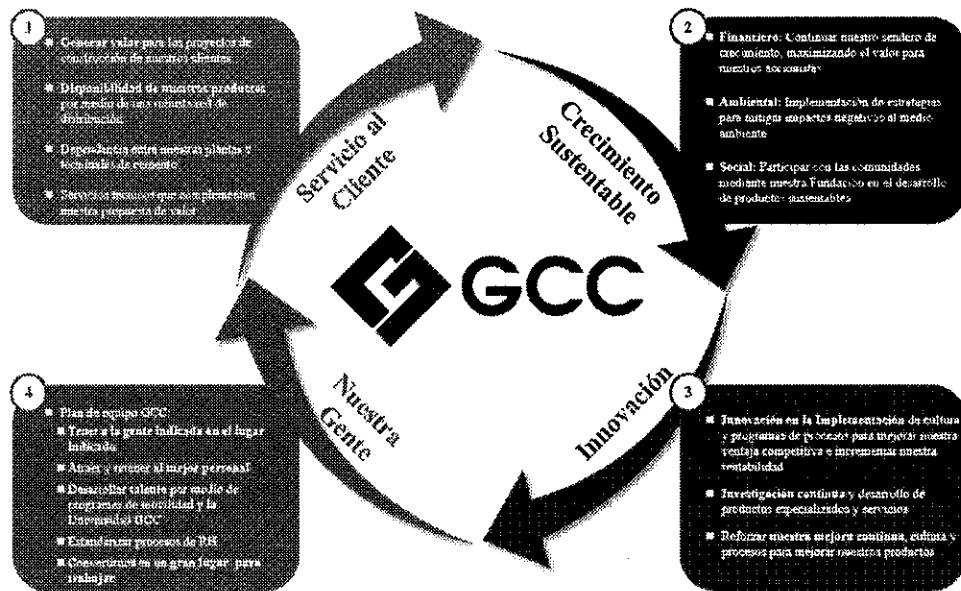 1
■ Generar valor para los proyectos de
construcción de nuestros clientes
■ Disponibilidad de nuestros productos
por medio de una robusta red de
distribución
■ Dependencia entre nuestras plantas y
terminales de cemento
■ Servicios técnicos que complementan
nuestra propuesta de valor
2
■ Financiero: Continuar nuestro sendero de
crecimiento, maximizando el valor para
nuestros accionistas
■ Ambiental: Implementación de estrategias
para mitigar impactos negativos al medio
ambiente
■ Social: Participar con las comunidades
mediante nuestra Fundación en el desarrollo
de productos sustentables
Servicio al
Cliente
Crecimiento
Sustentable
GCC
Nuestra
Gente
Innovación
4
■ Plan de equipo GCC:
■ Tener a la gente indicada en el lugar
indicado
■ Atraer y retener al mejor personal
■ Desarrollar talento por medio de
programas de movilidad y la
Universidad GCC
■ Estandarizar procesos de RH
■ Convertirnos en un gran lugar para
trabajar
3
■ Innovación en la Implementación de cultura
y programas de procesos para mejorar nuestra
ventaja competitiva e incrementar nuestra
rentabilidad
■ Investigación continua y desarrollo de
productos especializados y servicios
■ Reforzar nuestra mejora continua, cultura y
procesos para mejorar nuestros productos